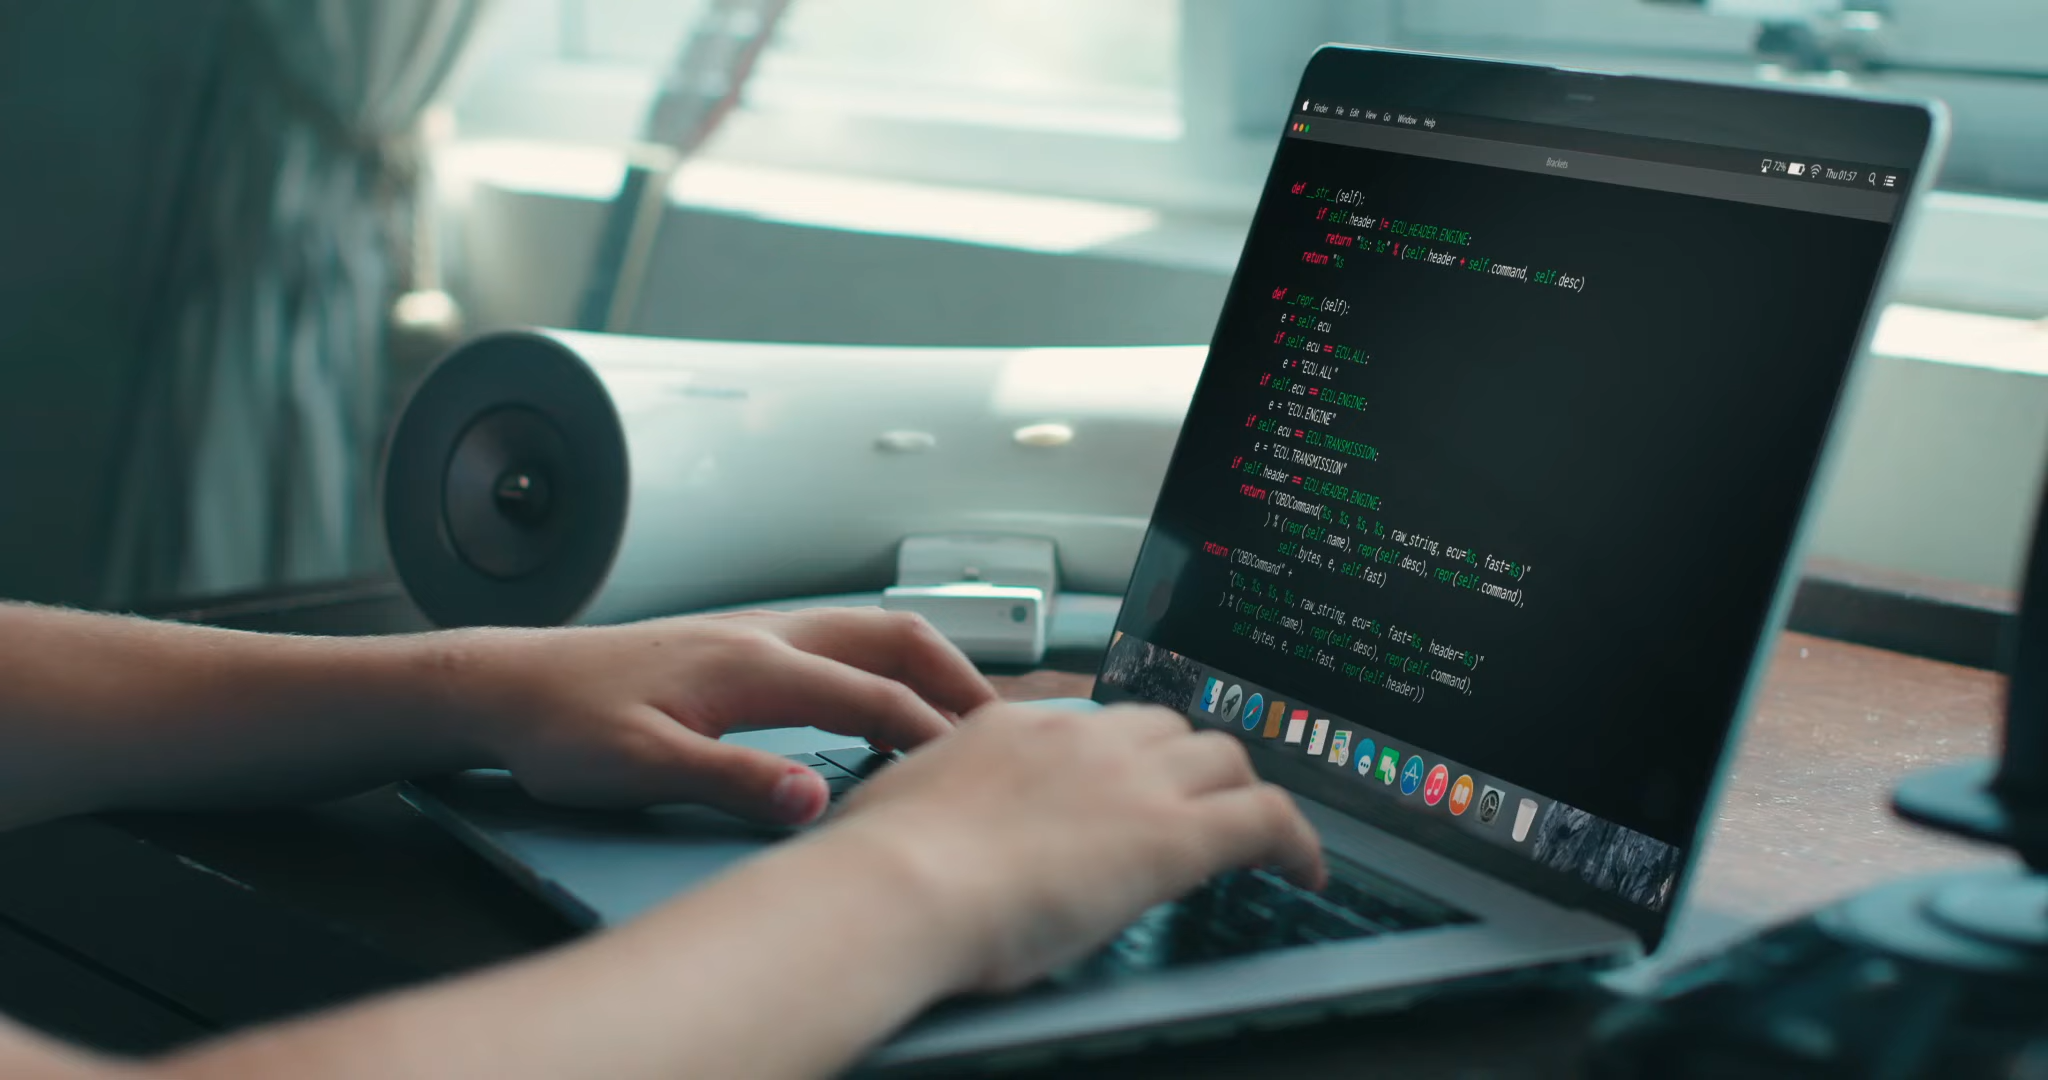 Finder File Edit View Go Window Help
72% Thu 01:57
Brackets
def __str__(self):
if self.header != ECU_HEADER.ENGINE:
return "%s: %s" % (self.header + self.command, self.desc)
return "%s
def __repr__(self):
e = self.ecu
if self.ecu == ECU.ALL:
e = "ECU.ALL"
if self.ecu == ECU.ENGINE:
e = "ECU.ENGINE"
if self.ecu == ECU.TRANSMISSION:
e = "ECU.TRANSMISSION"
if self.header == ECU_HEADER.ENGINE:
return ("OBDCommand(%s, %s, %s, %s, raw_string, ecu=%s, fast=%s)"
) % (repr(self.name), repr(self.desc), repr(self.command),
self.bytes, e, self.fast)
return ("OBDCommand" +
"(%s, %s, %s, %s, raw_string, ecu=%s, fast=%s, header=%s)"
) % (repr(self.name), repr(self.desc), repr(self.command),
self.bytes, e, self.fast, repr(self.header))